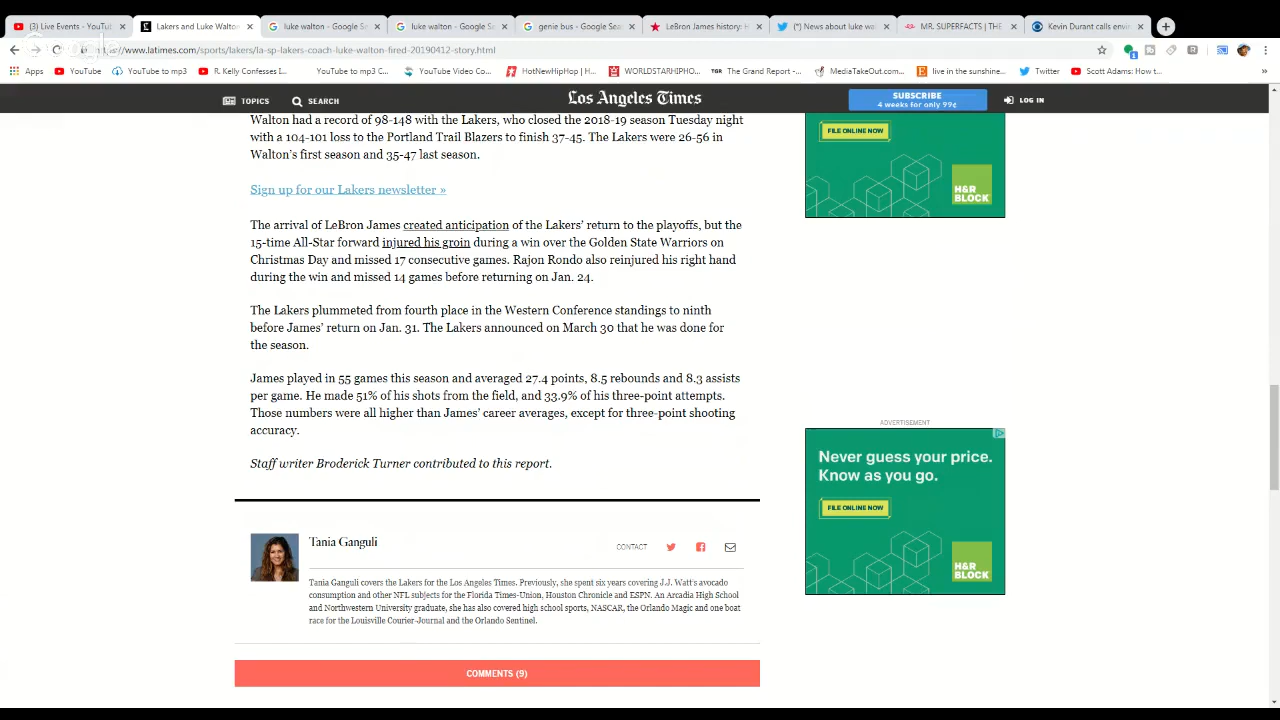 (3) Live Events - YouTu
Lakers and Luke Walto
luke walton - Google Se
luke walton - Google Se
genie bus - Google Sea
LeBron James history: H
(*) News about luke wa
MR. SUPERFACTS | THE
Kevin Durant calls envi
//www.latimes.com/sports/lakers/la-sp-lakers-coach-luke-walton-fired-20190412-story.html
Apps
YouTube
YouTube to mp3
R. Kelly Confesses I...
YouTube to mp3 C...
YouTube Video Co...
HotNewHipHop | H...
WORLDSTARHIPHO...
TGR The Grand Report -...
MediaTakeOut.com...
live in the sunshine...
Twitter
Scott Adams: How t...
»
TOPICS
SEARCH
Los Angeles Times
SUBSCRIBE
4 weeks for only 99¢
LOG IN
Walton had a record of 98-148 with the Lakers, who closed the 2018-19 season Tuesday night
with a 104-101 loss to the Portland Trail Blazers to finish 37-45. The Lakers were 26-56 in
Walton's first season and 35-47 last season.
Sign up for our Lakers newsletter »
The arrival of LeBron James created anticipation of the Lakers' return to the playoffs, but the
15-time All-Star forward injured his groin during a win over the Golden State Warriors on
Christmas Day and missed 17 consecutive games. Rajon Rondo also reinjured his right hand
during the win and missed 14 games before returning on Jan. 24.
The Lakers plummeted from fourth place in the Western Conference standings to ninth
before James' return on Jan. 31. The Lakers announced on March 30 that he was done for
the season.
James played in 55 games this season and averaged 27.4 points, 8.5 rebounds and 8.3 assists
per game. He made 51% of his shots from the field, and 33.9% of his three-point attempts.
Those numbers were all higher than James' career averages, except for three-point shooting
accuracy.
Staff writer Broderick Turner contributed to this report.
Tania Ganguli
CONTACT
Tania Ganguli covers the Lakers for the Los Angeles Times. Previously, she spent six years covering J.J. Watt's avocado
consumption and other NFL subjects for the Florida Times-Union, Houston Chronicle and ESPN. An Arcadia High School
and Northwestern University graduate, she has also covered high school sports, NASCAR, the Orlando Magic and one boat
race for the Louisville Courier-Journal and the Orlando Sentinel.
COMMENTS (9)
FILE ONLINE NOW
H&R
BLOCK
ADVERTISEMENT
Never guess your price.
Know as you go.
FILE ONLINE NOW
H&R
BLOCK